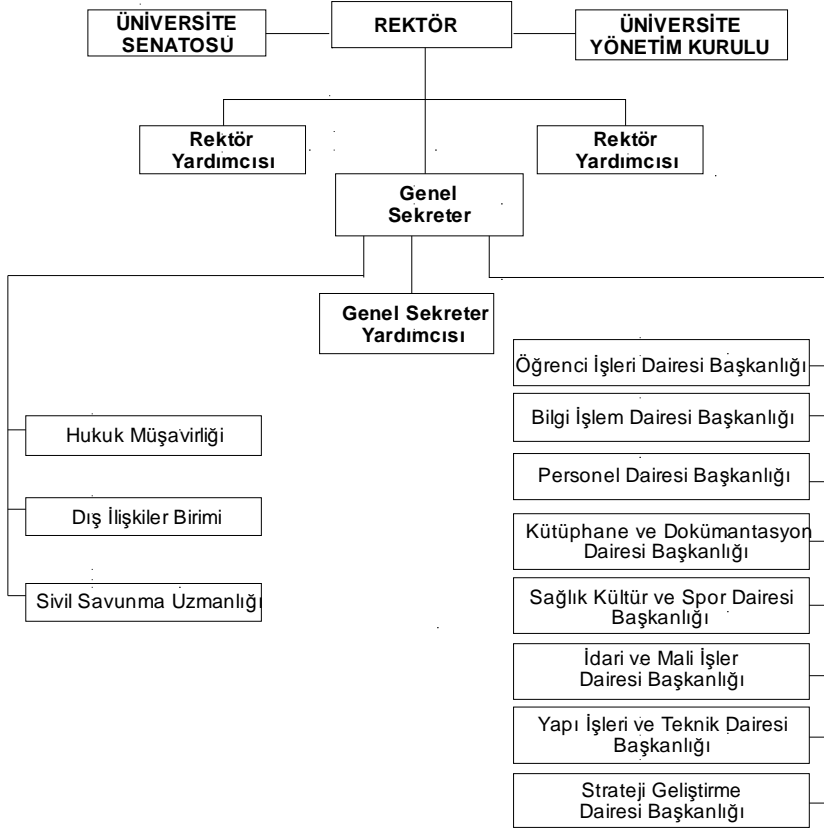 ÜNİVERSİTE
SENATOSU
REKTÖR
ÜNİVERSİTE
YÖNETİM KURULU
Rektör
Yardımcısı
Rektör
Yardımcısı
Genel
Sekreter
Genel Sekreter
Yardımcısı
Hukuk Müşavirliği
Dış İlişkiler Birimi
Sivil Savunma Uzmanlığı
Öğrenci İşleri Dairesi Başkanlığı
Bilgi İşlem Dairesi Başkanlığı
Personel Dairesi Başkanlığı
Kütüphane ve Dokümantasyon
Dairesi Başkanlığı
Sağlık Kültür ve Spor Dairesi
Başkanlığı
İdari ve Mali İşler
Dairesi Başkanlığı
Yapı İşleri ve Teknik Dairesi
Başkanlığı
Strateji Geliştirme
Dairesi Başkanlığı